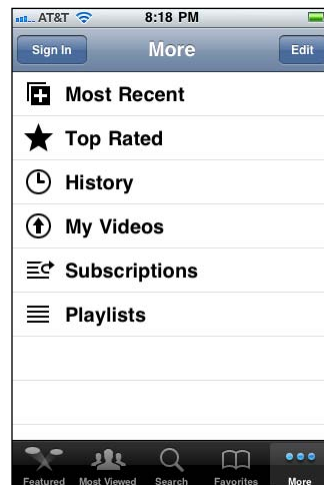 AT&T 8:18 PM
Sign In More Edit
Most Recent
Top Rated
History
My Videos
Subscriptions
Playlists
Featured Most Viewed Search Favorites More